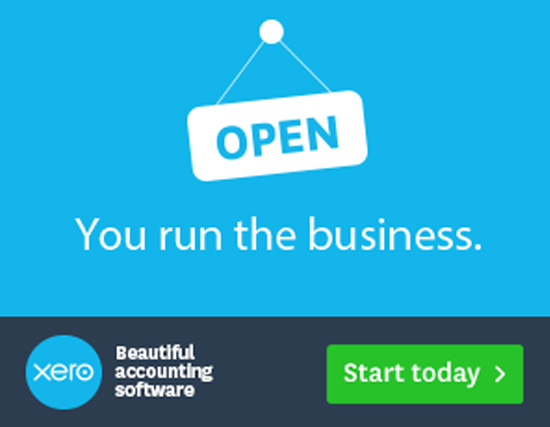 OPEN
You run the business.
xero
Beautiful
accounting
software
Start today >